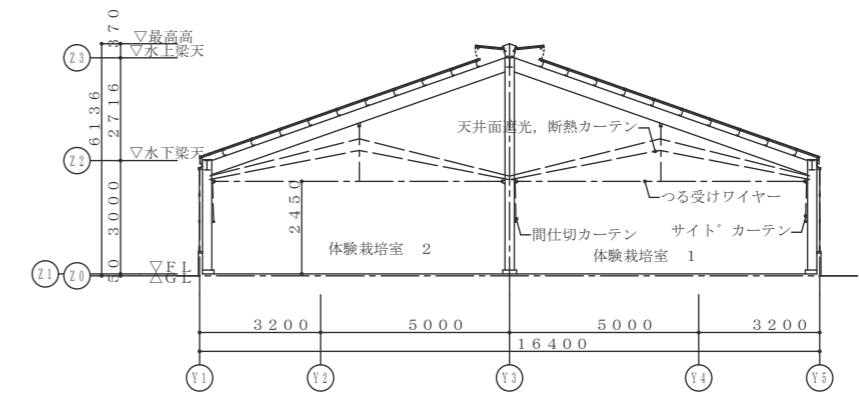 370
▽最高高
Z3
▽水上梁天
6136
2716
天井面遮光，断熱カーテン
Z2
▽水下梁天
つる受けワイヤー
3000
2450
間仕切カーテン
サイド゛カーテン
体験栽培室　2
体験栽培室　1
Z1
Z0
50
▽FL
△GL
3200
5000
5000
3200
16400
Y1
Y2
Y3
Y4
Y5